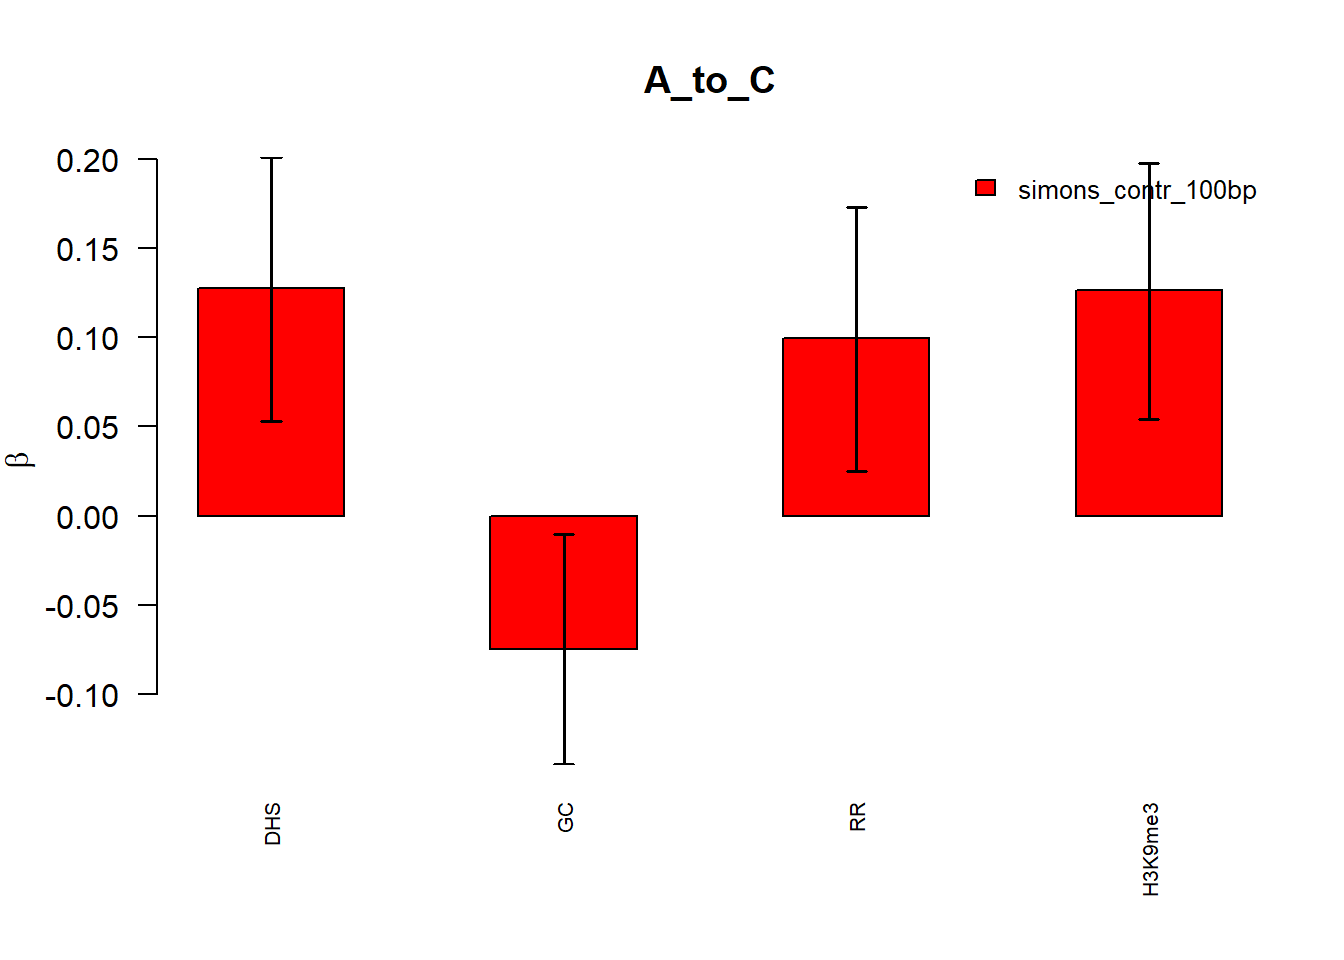 A_to_C
simons_contr_100bp
0.20
0.15
0.10
0.05
0.00
-0.05
-0.10
β
DHS
GC
RR
H3K9me3